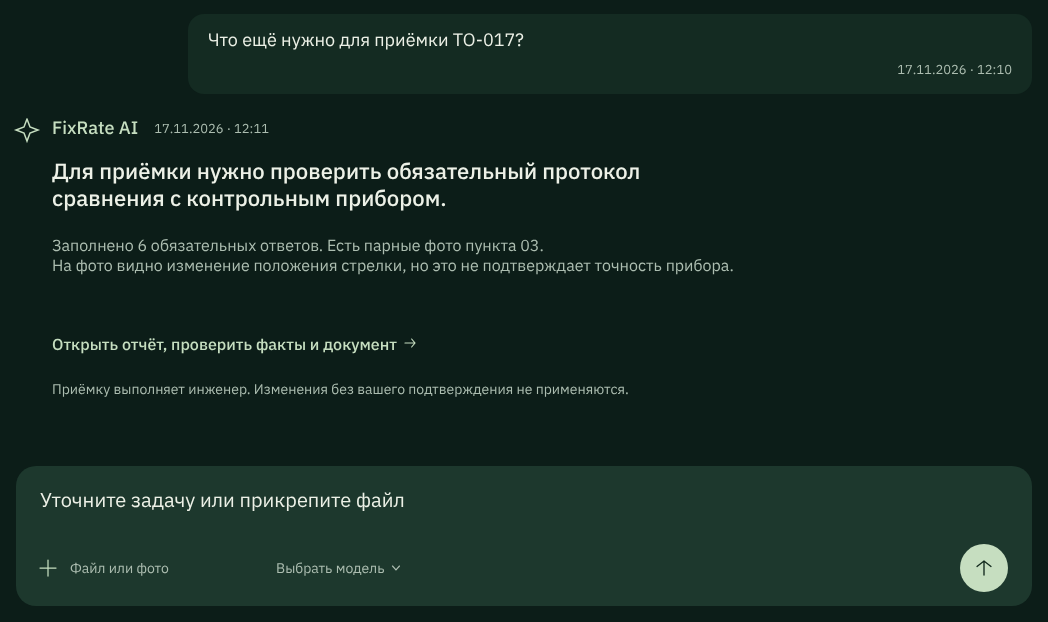 Что ещё нужно для приёмки ТО-017?
17.11.2026 · 12:10
FixRate AI 17.11.2026 · 12:11
Для приёмки нужно проверить обязательный протокол
сравнения с контрольным прибором.
Заполнено 6 обязательных ответов. Есть парные фото пункта 03.
На фото видно изменение положения стрелки, но это не подтверждает точность прибора.
Открыть отчёт, проверить факты и документ →
Приёмку выполняет инженер. Изменения без вашего подтверждения не применяются.
Уточните задачу или прикрепите файл
Файл или фото Выбрать модель